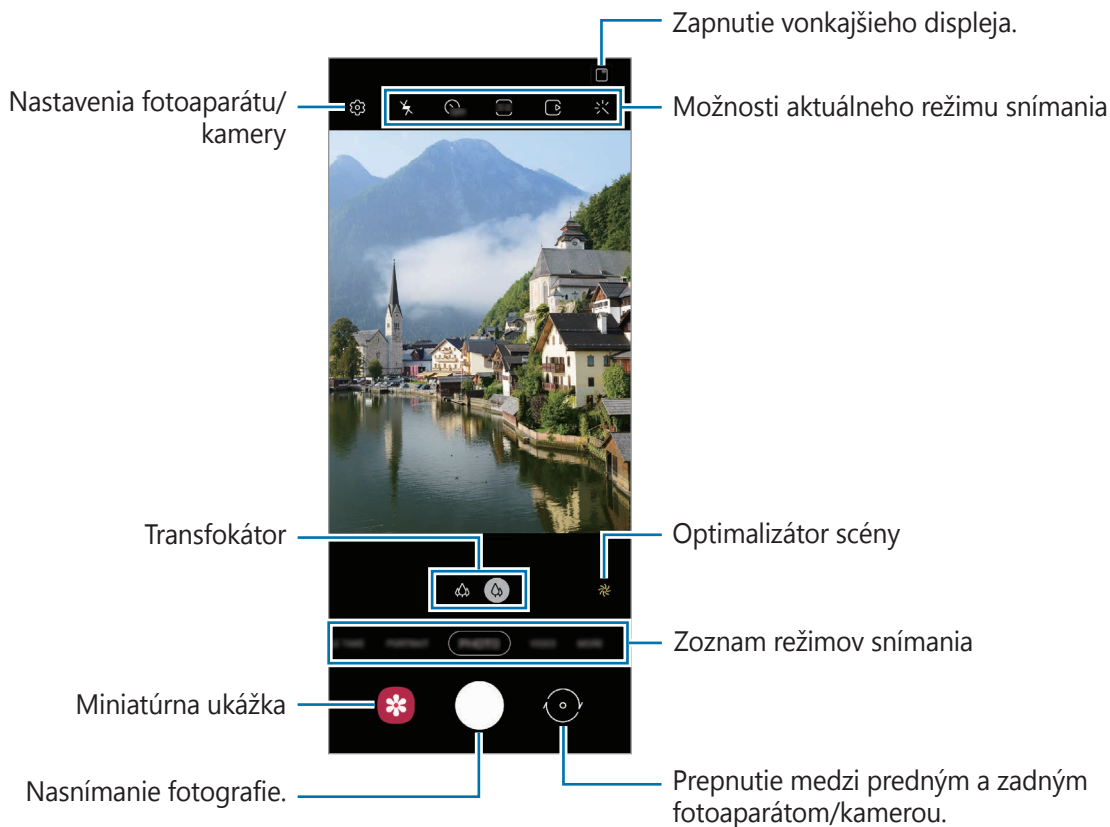 Zapnutie vonkajšieho displeja.
Nastavenia fotoaparátu/
kamery
Možnosti aktuálneho režimu snímania
Transfokátor
Optimalizátor scény
Zoznam režimov snímania
Miniatúrna ukážka
Nasnímanie fotografie.
Prepnutie medzi predným a zadným
fotoaparátom/kamerou.